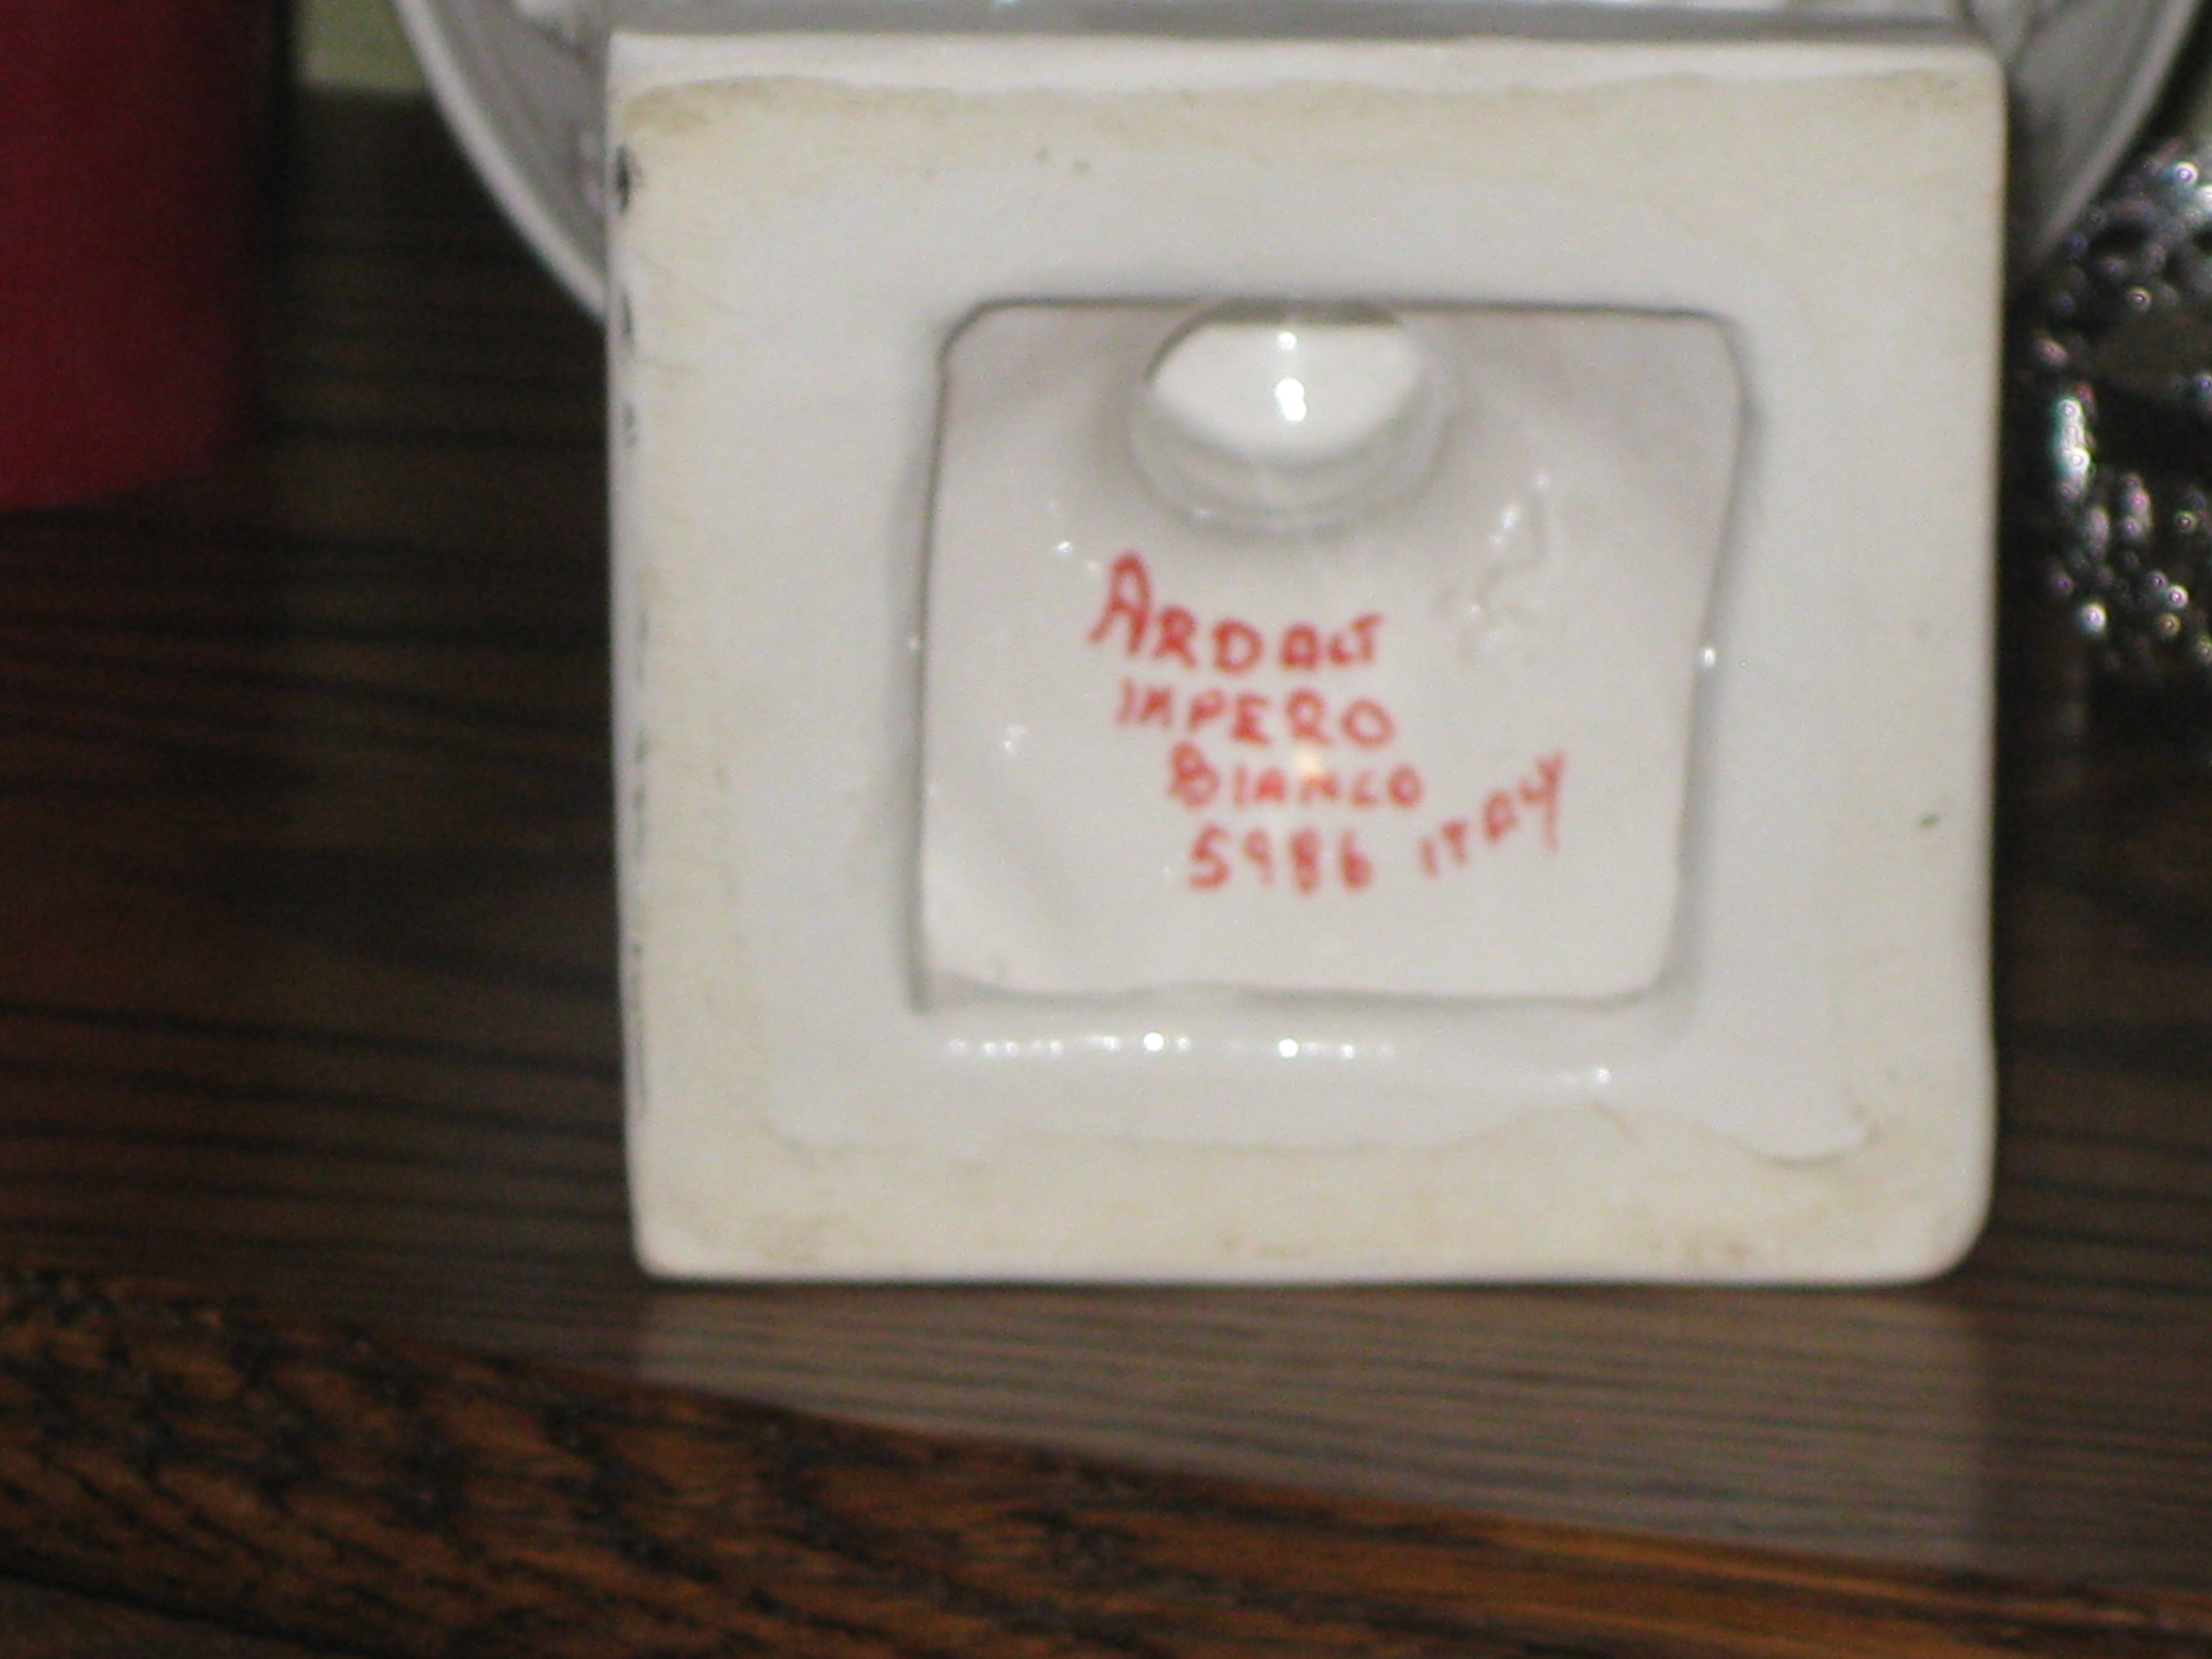 ARDALT
IMPERO
BIANCO
5986 ITALY